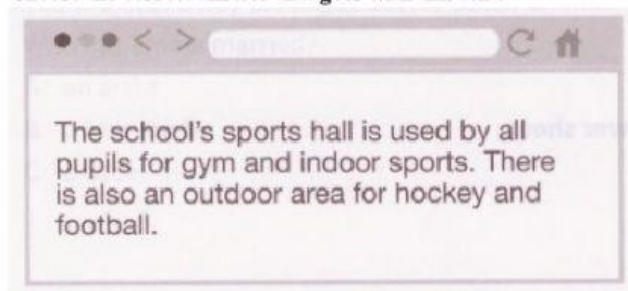 The school's sports hall is used by all
pupils for gym and indoor sports. There
is also an outdoor area for hockey and
football.